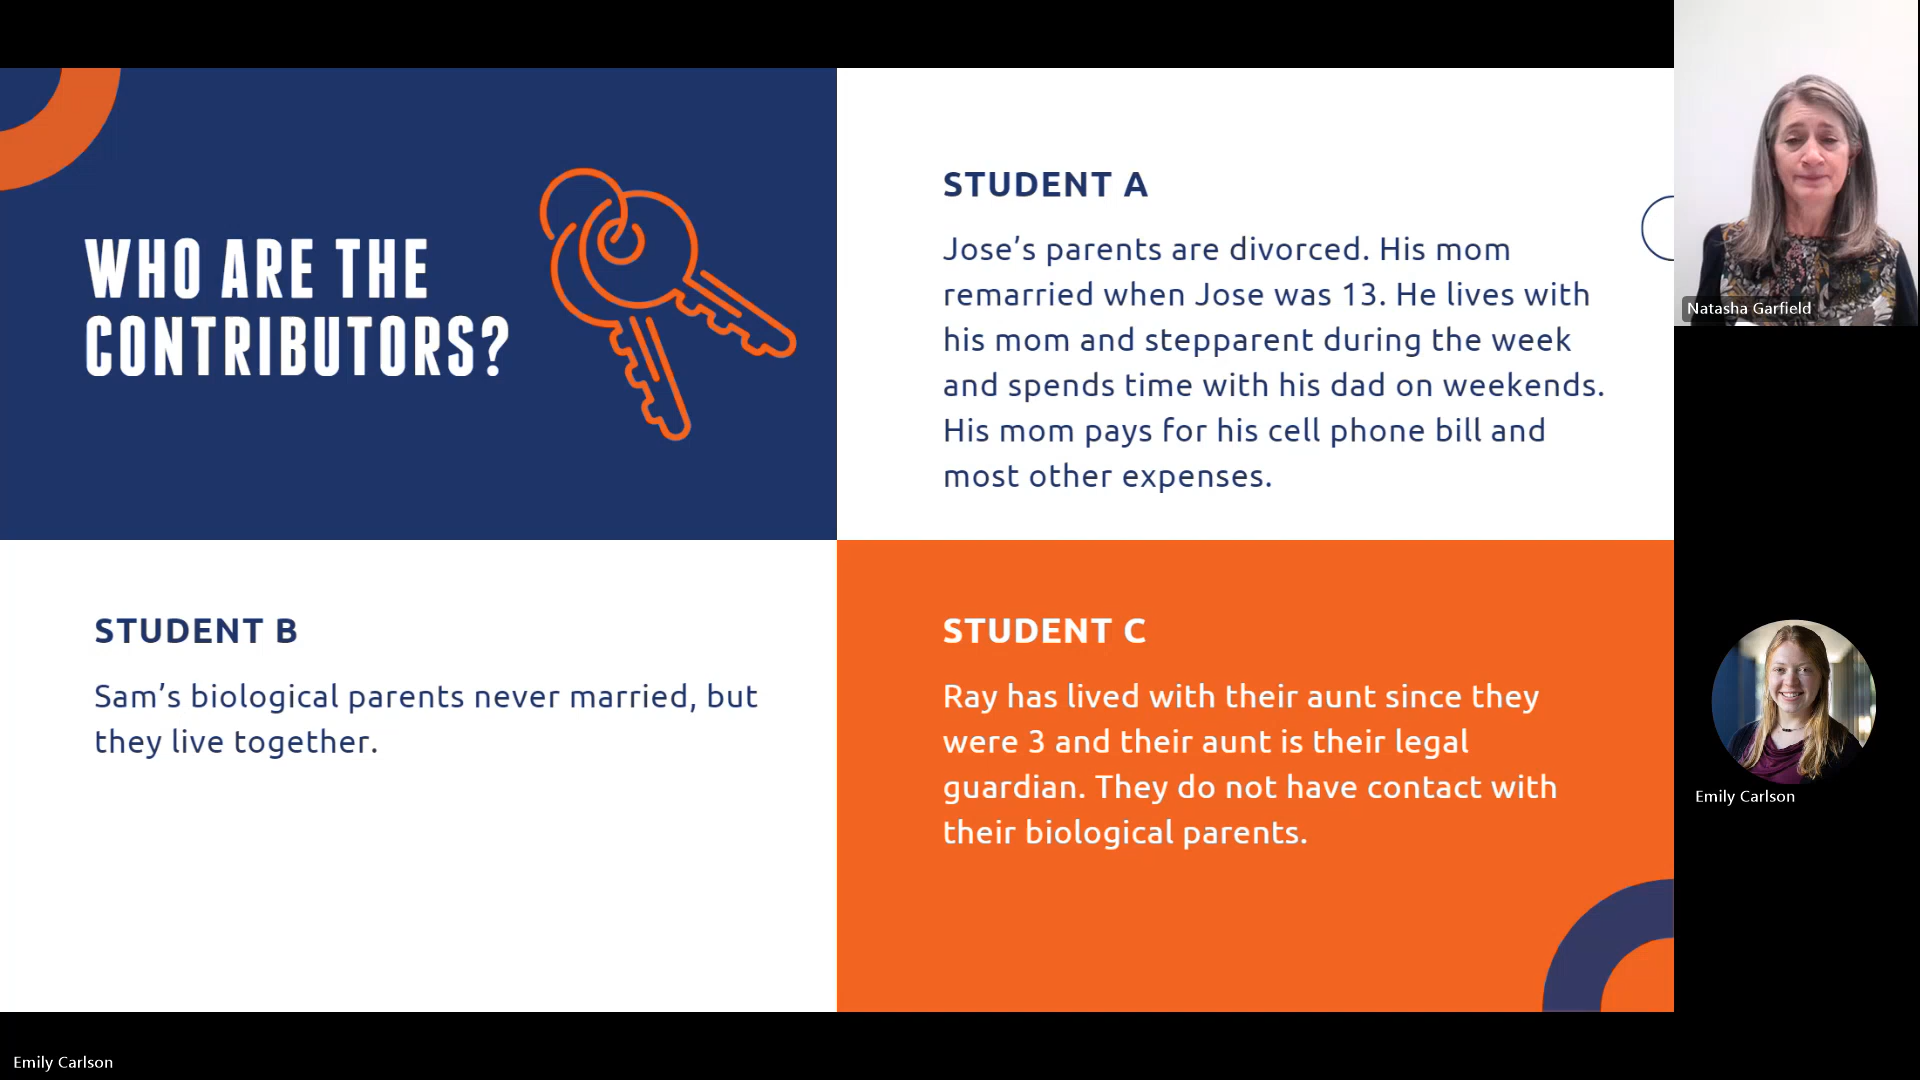 WHO ARE THE
CONTRIBUTORS?
STUDENT A
Jose’s parents are divorced. His mom
remarried when Jose was 13. He lives with
his mom and stepparent during the week
and spends time with his dad on weekends.
His mom pays for his cell phone bill and
most other expenses.
STUDENT B
Sam’s biological parents never married, but
they live together.
STUDENT C
Ray has lived with their aunt since they
were 3 and their aunt is their legal
guardian. They do not have contact with
their biological parents.
Natasha Garfield
Emily Carlson
Emily Carlson